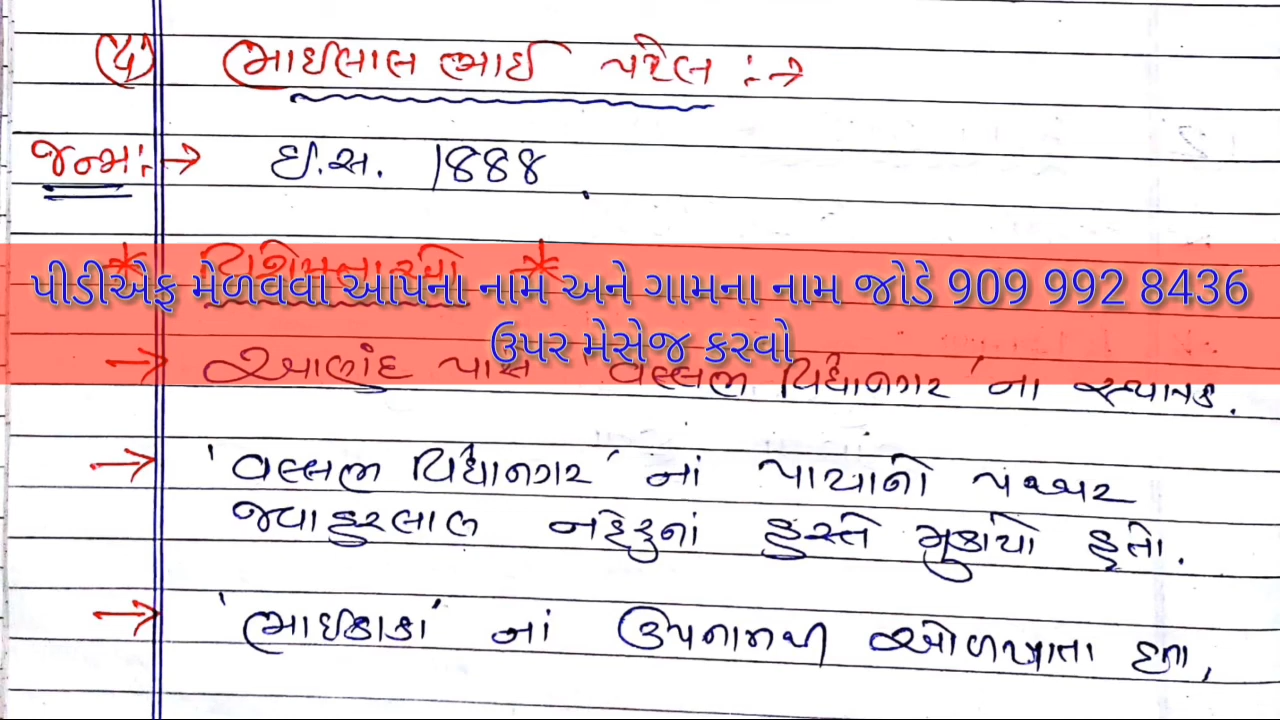 (૫) ભાઈલાલ ભાઈ પટેલ :→
જન્મ :→ ઈ.સ. 1888 .
* વિશેષતાઓ *
પીડીએફ મેળવવા આપના નામ અને ગામના નામ જોડે 909 992 8436
ઉપર મેસેજ કરવો
→ આણંદ પાસે 'વલ્લભ વિદ્યાનગર' ના સ્થાપક.
→ 'વલ્લભ વિદ્યાનગર' નાં પાયાનો પથ્થર
જવાહરલાલ નહેરુનાં હસ્તે મુકાયો હતો.
→ 'ભાઈકાકા' નાં ઉપનામથી ઓળખાતા હતા,